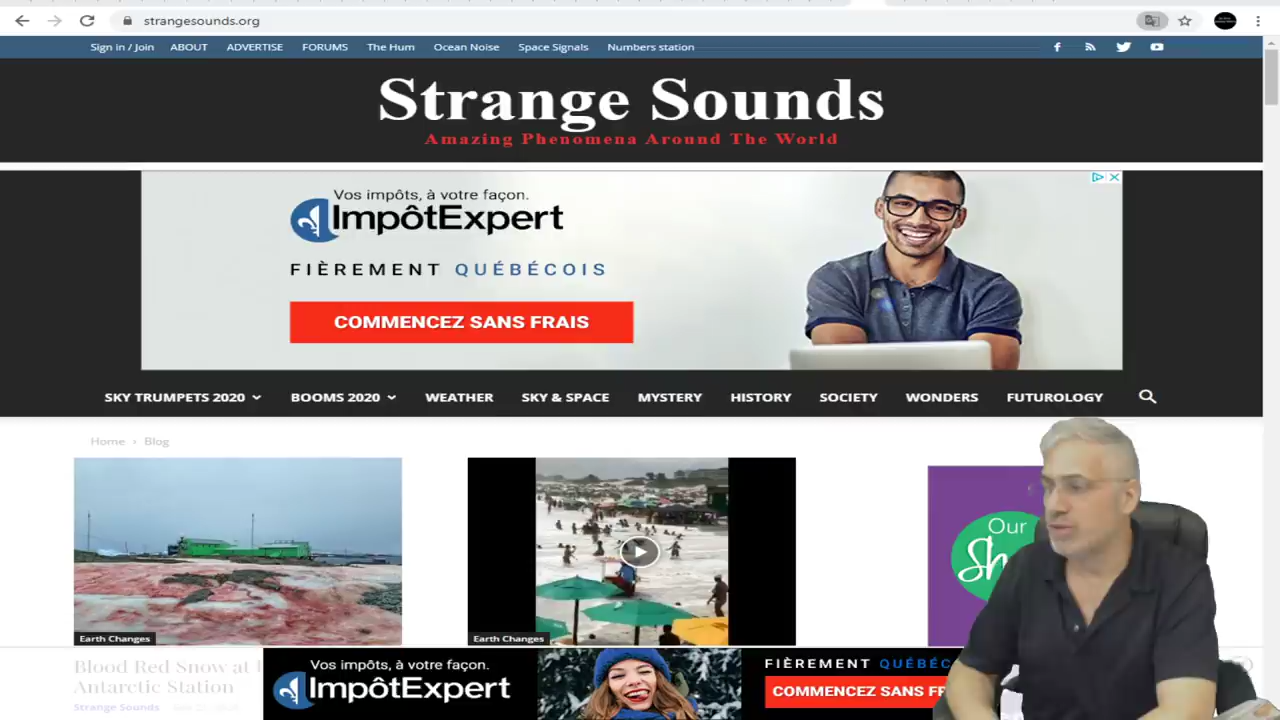 strangesounds.org
Sign in / Join ABOUT ADVERTISE FORUMS The Hum Ocean Noise Space Signals Numbers station
Strange Sounds
Amazing Phenomena Around The World
Vos impôts, à votre façon.
ImpôtExpert
FIÈREMENT QUÉBÉCOIS
COMMENCEZ SANS FRAIS
SKY TRUMPETS 2020 BOOMS 2020 WEATHER SKY & SPACE MYSTERY HISTORY SOCIETY WONDERS FUTUROLOGY
Home › Blog
Our
Earth Changes
Earth Changes
Blood Red Snow at
Antarctic Station
Strange Sounds
Vos impôts, à votre façon.
ImpôtExpert
FIÈREMENT QUÉBÉC
COMMENCEZ SANS FR